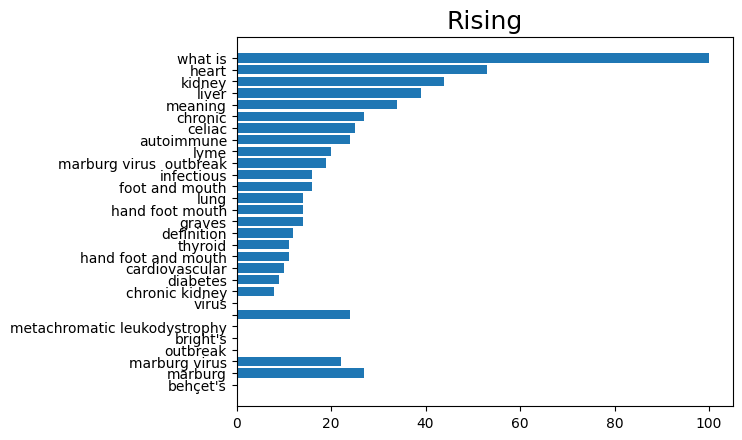 Rising
what is
heart
kidney
liver
meaning
chronic
celiac
autoimmune
lyme
marburg virus  outbreak
infectious
foot and mouth
lung
hand foot mouth
graves
definition
thyroid
hand foot and mouth
cardiovascular
diabetes
chronic kidney
virus
metachromatic leukodystrophy
bright's
outbreak
marburg virus
marburg
behçet's
0 20 40 60 80 100